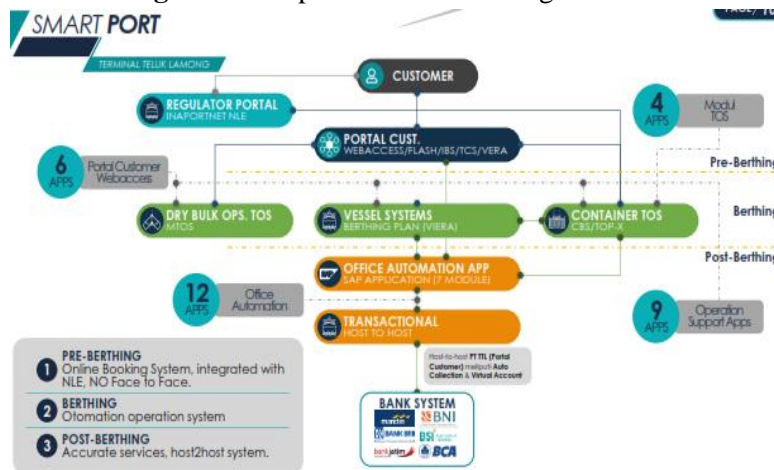 SMART PORT
TERMINAL TELUK LAMONG
CUSTOMER
REGULATOR PORTAL
INAPORTNET NLE
4
APPS
Modul
TOS
PORTAL CUST.
WEBACCESS/FLASH/IBS/TCS/VERA
6
APPS
Portal Customer
Webacces
Pre-Berthing
DRY BULK OPS. TOS
MTOS
VESSEL SYSTEMS
BERTHING PLAN (VIERA)
CONTAINER TOS
CBS/TOP-X
Berthing
Post-Berthing
OFFICE AUTOMATION APP
SAP APPLICATION (7 MODULE)
12
APPS
Office
Automation
9
APPS
Operation
Support Apps
TRANSACTIONAL
HOST TO HOST
Host-to-host PT TTL (Portal
Customer) meliputi Auto
Collection & Virtual Account
1 PRE-BERTHING
Online Booking System, integrated with
NLE, NO Face to Face.
2 BERTHING
Otomation operation system
3 POST-BERTHING
Accurate services, host2host system.
BANK SYSTEM
mandiri
BNI
BANK BRI
BSI
bankjatim
BCA